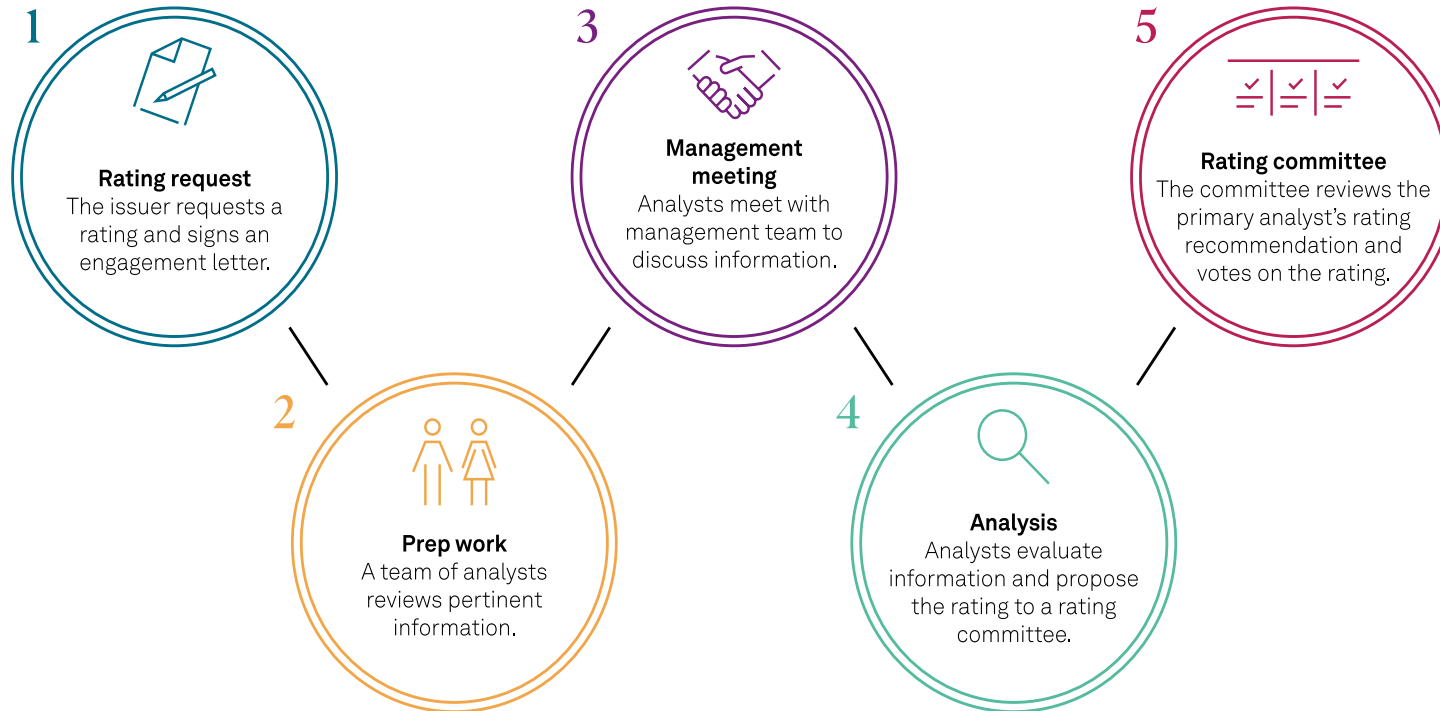 1
Rating request
The issuer requests a
rating and signs an
engagement letter.
2
Prep work
A team of analysts
reviews pertinent
information.
3
Management
meeting
Analysts meet with
management team to
discuss information.
4
Analysis
Analysts evaluate
information and propose
the rating to a rating
committee.
5
Rating committee
The committee reviews the
primary analyst’s rating
recommendation and
votes on the rating.